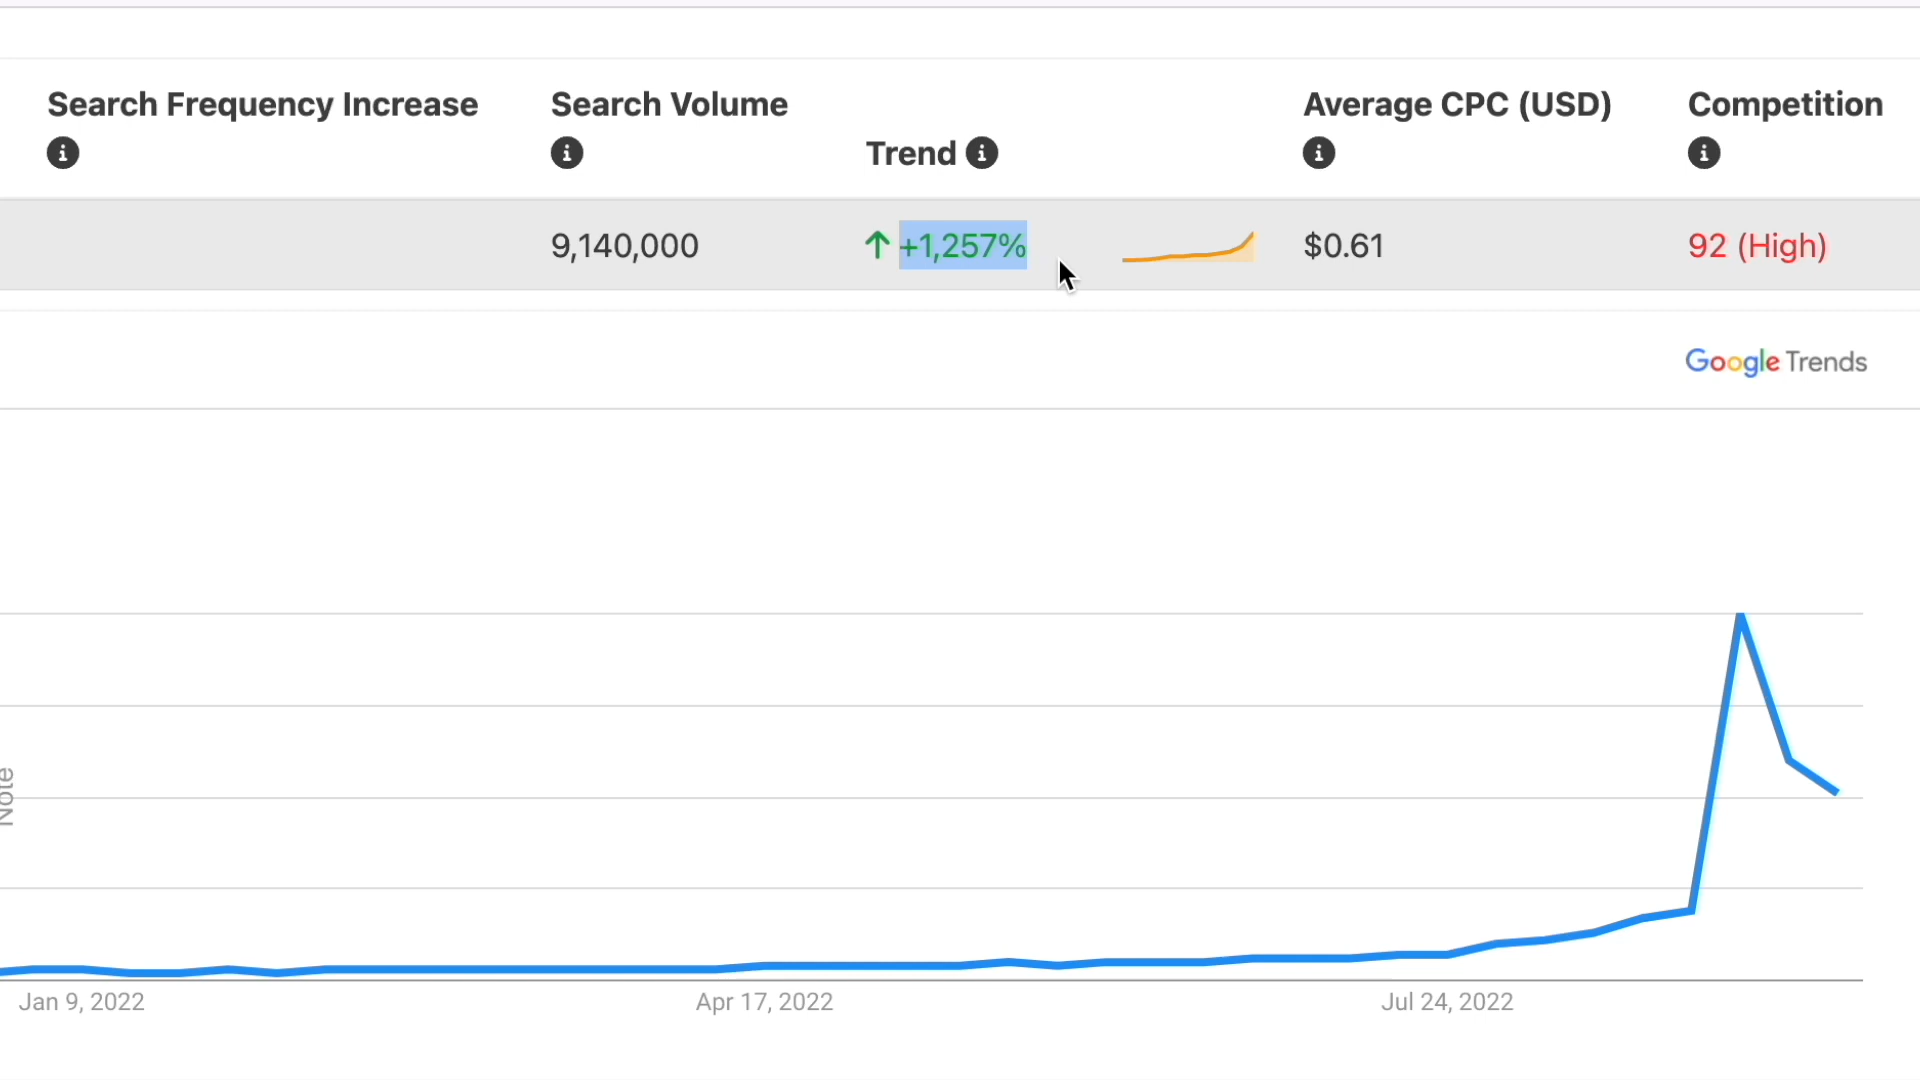 Search Frequency Increase
Search Volume
Trend
Average CPC (USD)
Competition
9,140,000
+1,257%
$0.61
92 (High)
Google Trends
Note
Jan 9, 2022
Apr 17, 2022
Jul 24, 2022